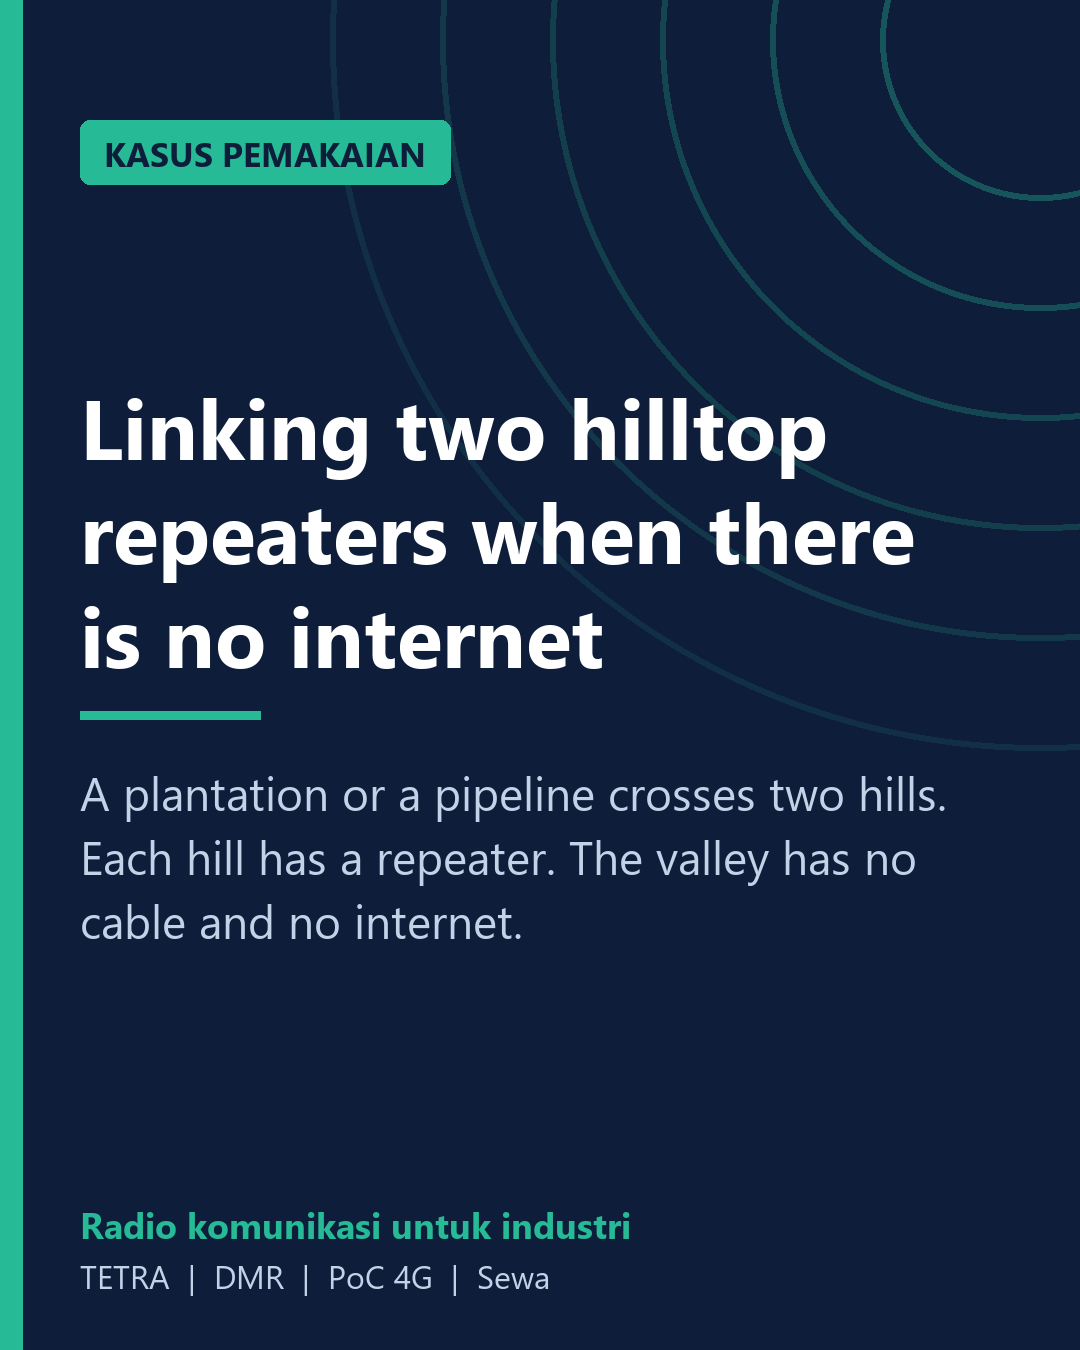 KASUS PEMAKAIAN
Linking two hilltop
repeaters when there
is no internet
A plantation or a pipeline crosses two hills.
Each hill has a repeater. The valley has no
cable and no internet.
Radio komunikasi untuk industri
TETRA | DMR | PoC 4G | Sewa